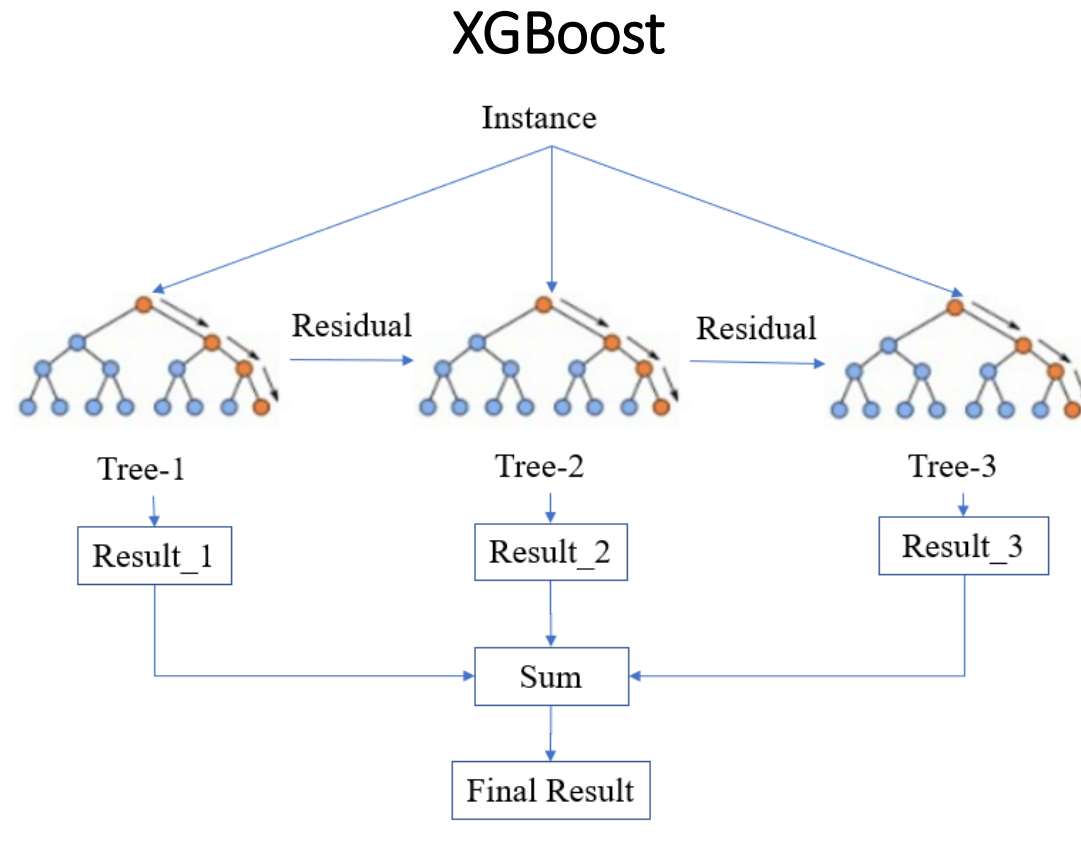 XGBoost
Instance
Residual
Residual
Tree-1
Tree-2
Tree-3
Result_1
Result_2
Result_3
Sum
Final Result